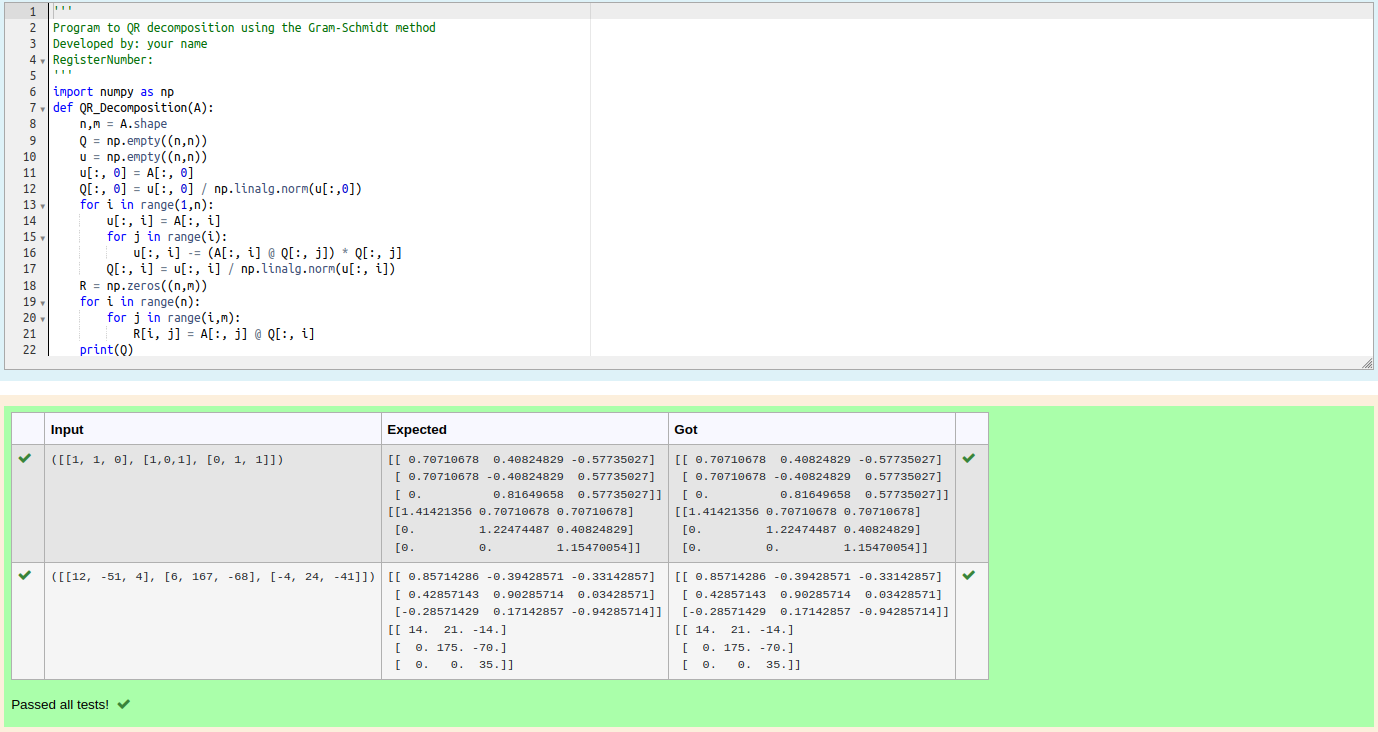 1 '''
2 Program to QR decomposition using the Gram-Schmidt method
3 Developed by: your name
4 RegisterNumber:
5 '''
6 import numpy as np
7 def QR_Decomposition(A):
8     n,m = A.shape
9     Q = np.empty((n,n))
10     u = np.empty((n,n))
11     u[:, 0] = A[:, 0]
12     Q[:, 0] = u[:, 0] / np.linalg.norm(u[:,0])
13     for i in range(1,n):
14         u[:, i] = A[:, i]
15         for j in range(i):
16             u[:, i] -= (A[:, i] @ Q[:, j]) * Q[:, j]
17         Q[:, i] = u[:, i] / np.linalg.norm(u[:, i])
18     R = np.zeros((n,m))
19     for i in range(n):
20         for j in range(i,m):
21             R[i, j] = A[:, j] @ Q[:, i]
22     print(Q)
Input Expected Got
([[1, 1, 0], [1,0,1], [0, 1, 1]]) [[ 0.70710678  0.40824829 -0.57735027] [[ 0.70710678  0.40824829 -0.57735027]
[ 0.70710678 -0.40824829  0.57735027] [ 0.70710678 -0.40824829  0.57735027]
[ 0.          0.81649658  0.57735027]] [ 0.          0.81649658  0.57735027]]
[[1.41421356 0.70710678 0.70710678] [[1.41421356 0.70710678 0.70710678]
[0.         1.22474487 0.40824829] [0.         1.22474487 0.40824829]
[0.         0.         1.15470054]] [0.         0.         1.15470054]]
([[12, -51, 4], [6, 167, -68], [-4, 24, -41]]) [[ 0.85714286 -0.39428571 -0.33142857] [[ 0.85714286 -0.39428571 -0.33142857]
[ 0.42857143  0.90285714  0.03428571] [ 0.42857143  0.90285714  0.03428571]
[-0.28571429  0.17142857 -0.94285714]] [-0.28571429  0.17142857 -0.94285714]]
[[ 14.  21. -14.] [[ 14.  21. -14.]
[  0. 175. -70.] [  0. 175. -70.]
[  0.   0.  35.]] [  0.   0.  35.]]
Passed all tests!